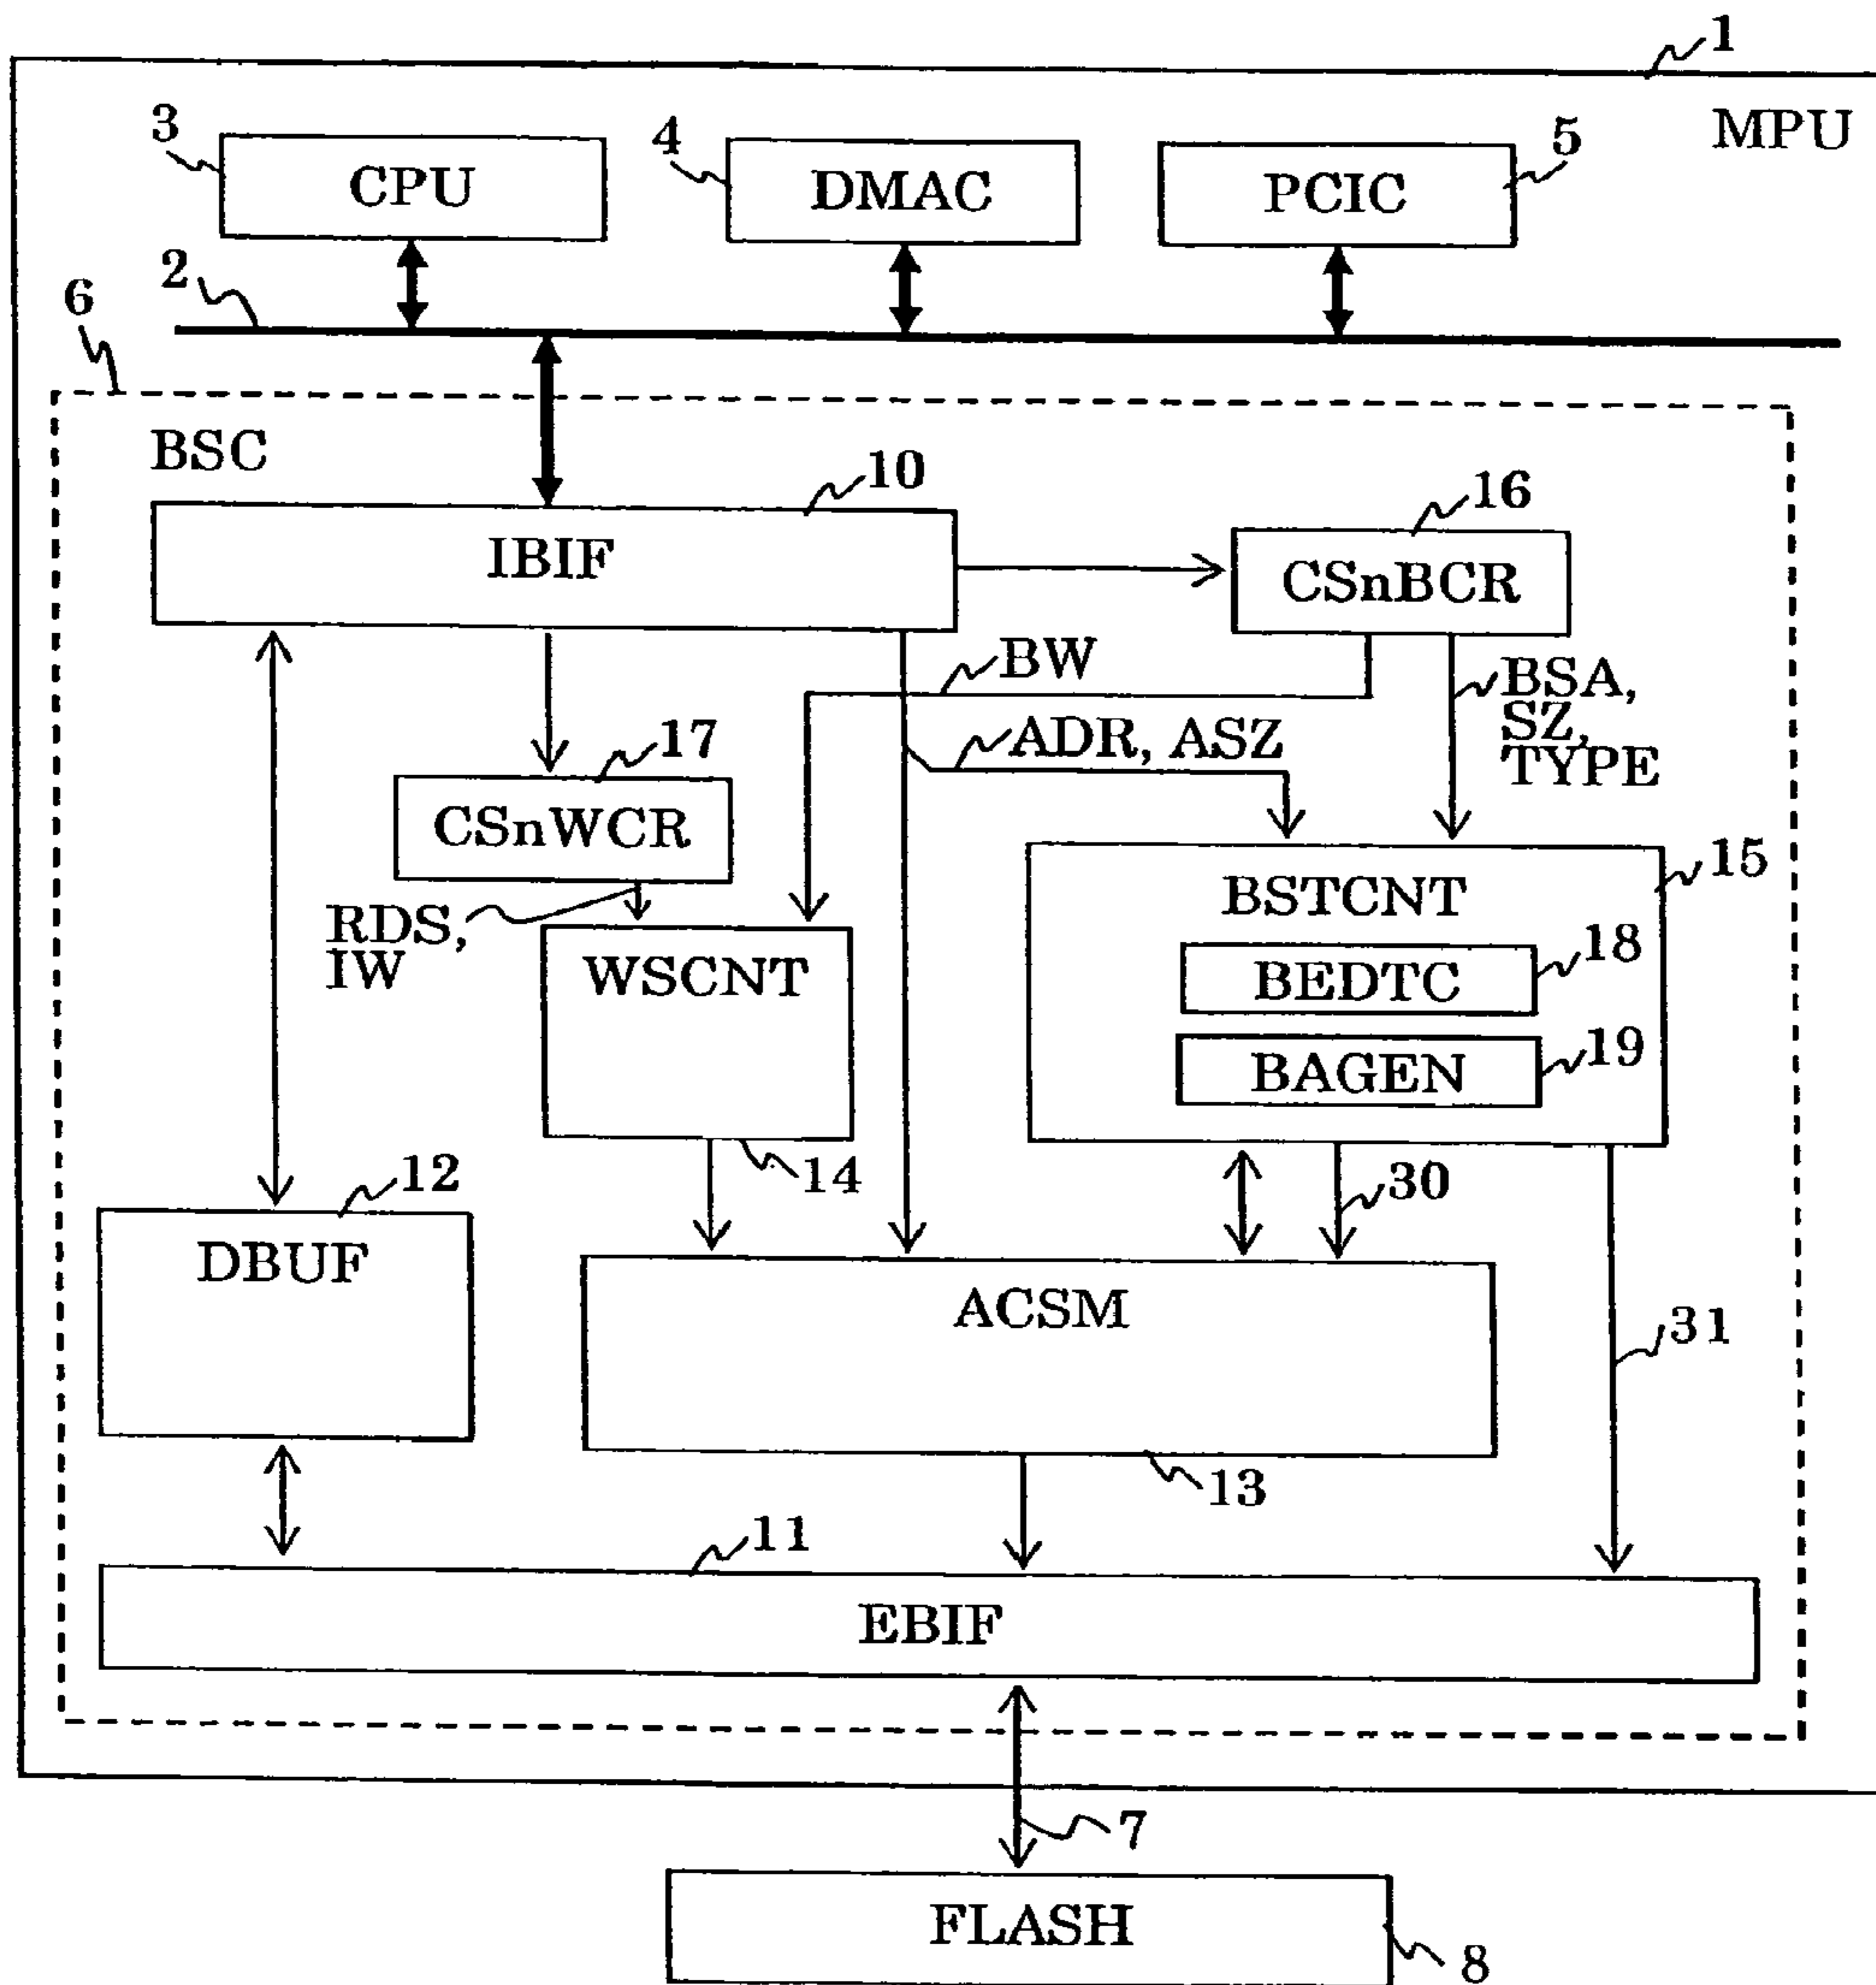 1
MPU
3
CPU
4
DMAC
PCIC
5
2
6
BSC
10
IBIF
16
CSnBCR
BW
BSA,
SZ,
TYPE
ADR, ASZ
17
CSnWCR
RDS,
IW
WSCNT
14
15
BSTCNT
18
BEDTC
19
BAGEN
12
DBUF
30
ACSM
31
13
11
EBIF
7
FLASH
8